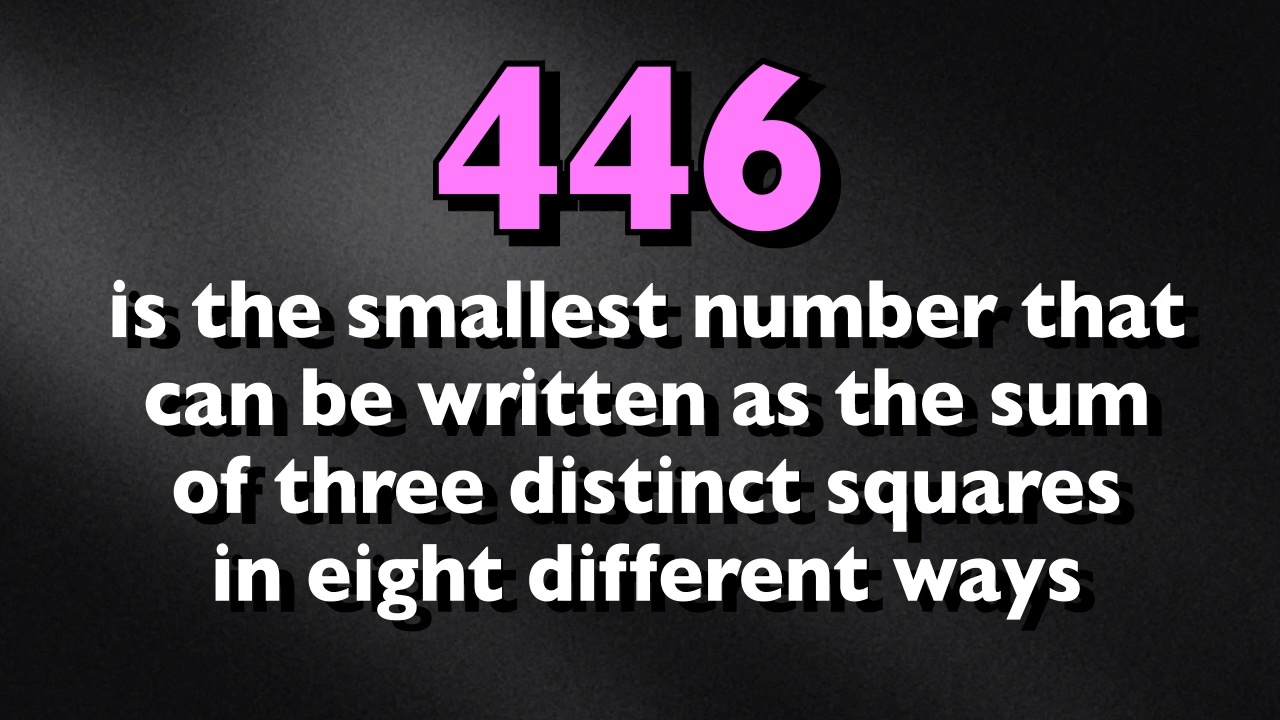 446
is the smallest number that
can be written as the sum
of three distinct squares
in eight different ways